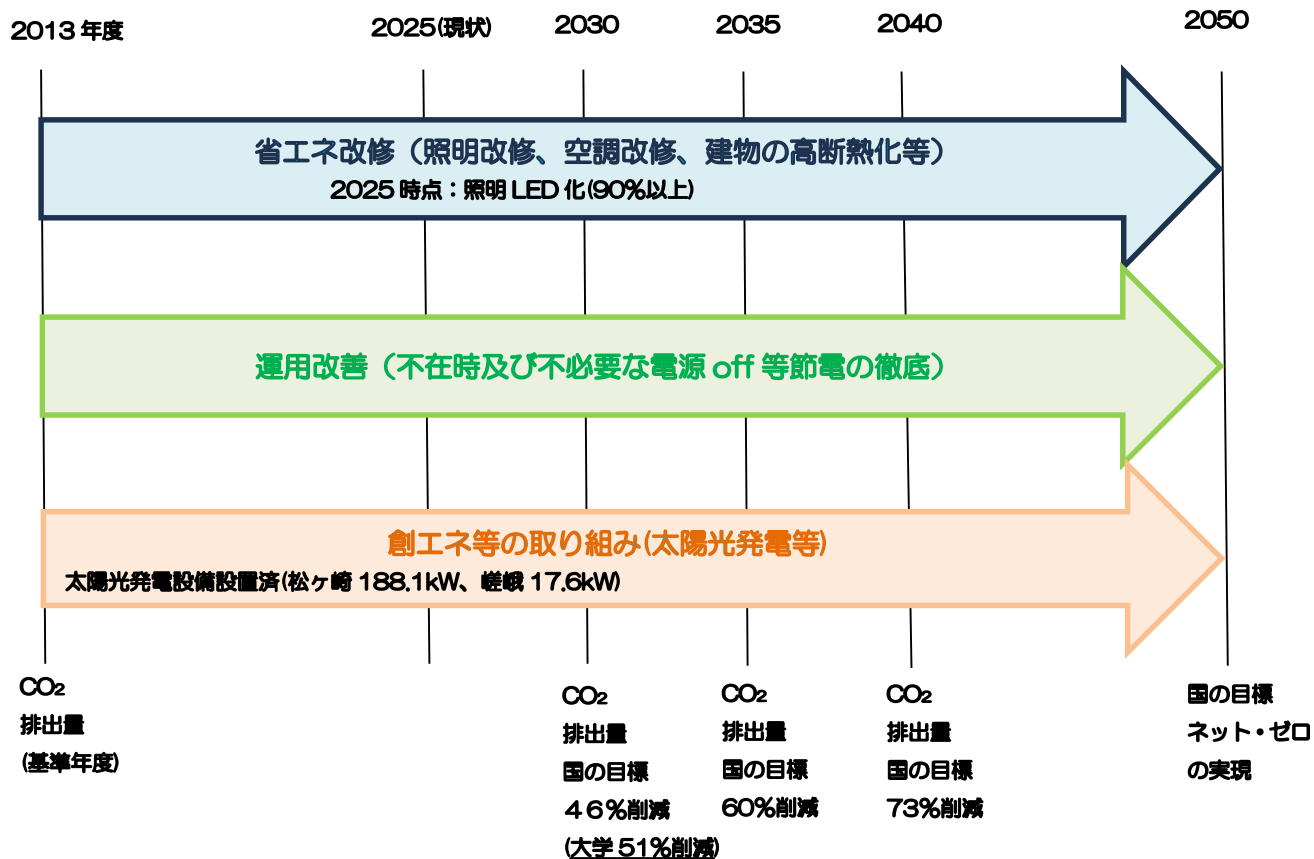 2013年度 2025(現状) 2030 2035 2040 2050
省エネ改修（照明改修、空調改修、建物の高断熱化等）
2025時点：照明LED化(90%以上)
運用改善（不在時及び不必要な電源off等節電の徹底）
創エネ等の取り組み(太陽光発電等)
太陽光発電設備設置済(松ヶ崎188.1kW、嵯峨17.6kW)
CO₂
排出量
(基準年度)
CO₂
排出量
国の目標
４６％削減
(大学51%削減)
CO₂
排出量
国の目標
60%削減
CO₂
排出量
国の目標
73%削減
国の目標
ネット・ゼロ
の実現